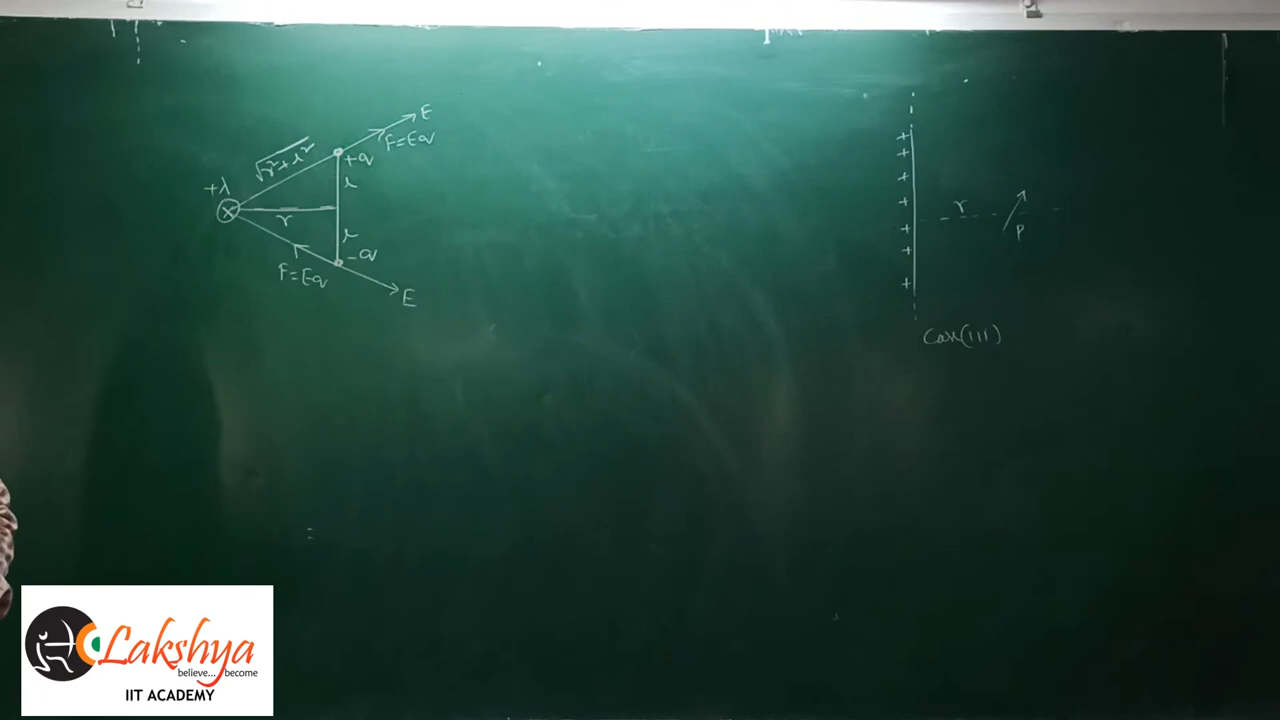 E
F=Eq
√r²+l²
+q
+λ
l
r
l
-q
F=Eq
E
+
+
+
+
+
+
+
r
P
Case(iii)
Lakshya
believe... become
IIT ACADEMY